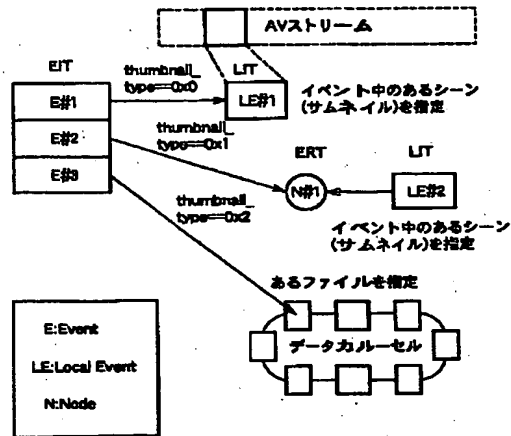 AVストリーム
EIT
thumbnail_
type==0x0
LIT
E#1
LE#1
イベント中のあるシーン
(サムネイル)を指定
E#2
thumbnail_
type==0x1
E#3
ERT
LIT
N#1
LE#2
thumbnail_
type==0x2
イベント中のあるシーン
(サムネイル)を指定
あるファイルを指定
データカルーセル
E:Event
LE:Local Event
N:Node